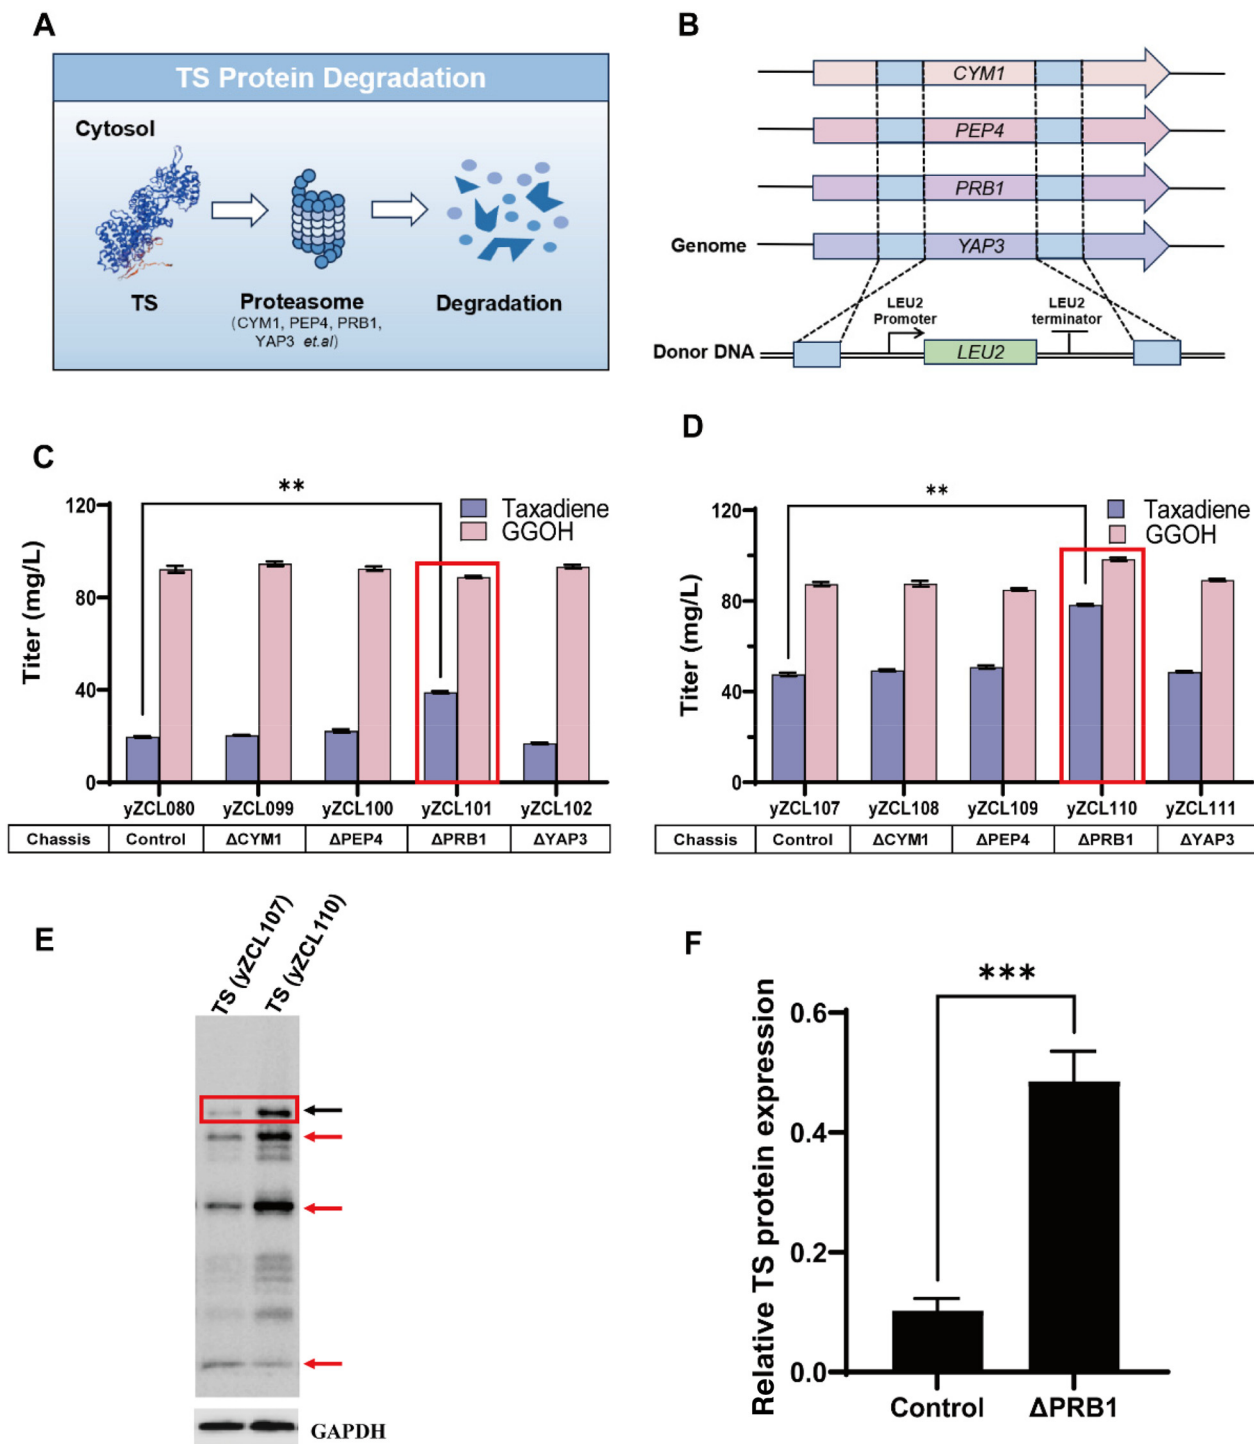 A
TS Protein Degradation
Cytosol
TS
Proteasome
(CYM1, PEP4, PRB1,
YAP3 et.al)
Degradation
B
CYM1
PEP4
PRB1
Genome
YAP3
LEU2
Promoter
LEU2
terminator
Donor DNA
LEU2
C
Titer (mg/L)
120
80
40
0
**
Taxadiene
GGOH
yZCL080 yZCL099 yZCL100 yZCL101 yZCL102
Chassis Control ΔCYM1 ΔPEP4 ΔPRB1 ΔYAP3
D
Titer (mg/L)
120
80
40
0
**
Taxadiene
GGOH
yZCL107 yZCL108 yZCL109 yZCL110 yZCL111
Chassis Control ΔCYM1 ΔPEP4 ΔPRB1 ΔYAP3
E
TS (yZCL107)
TS (yZCL110)
GAPDH
F
Relative TS protein expression
0.6
0.4
0.2
0.0
***
Control ΔPRB1